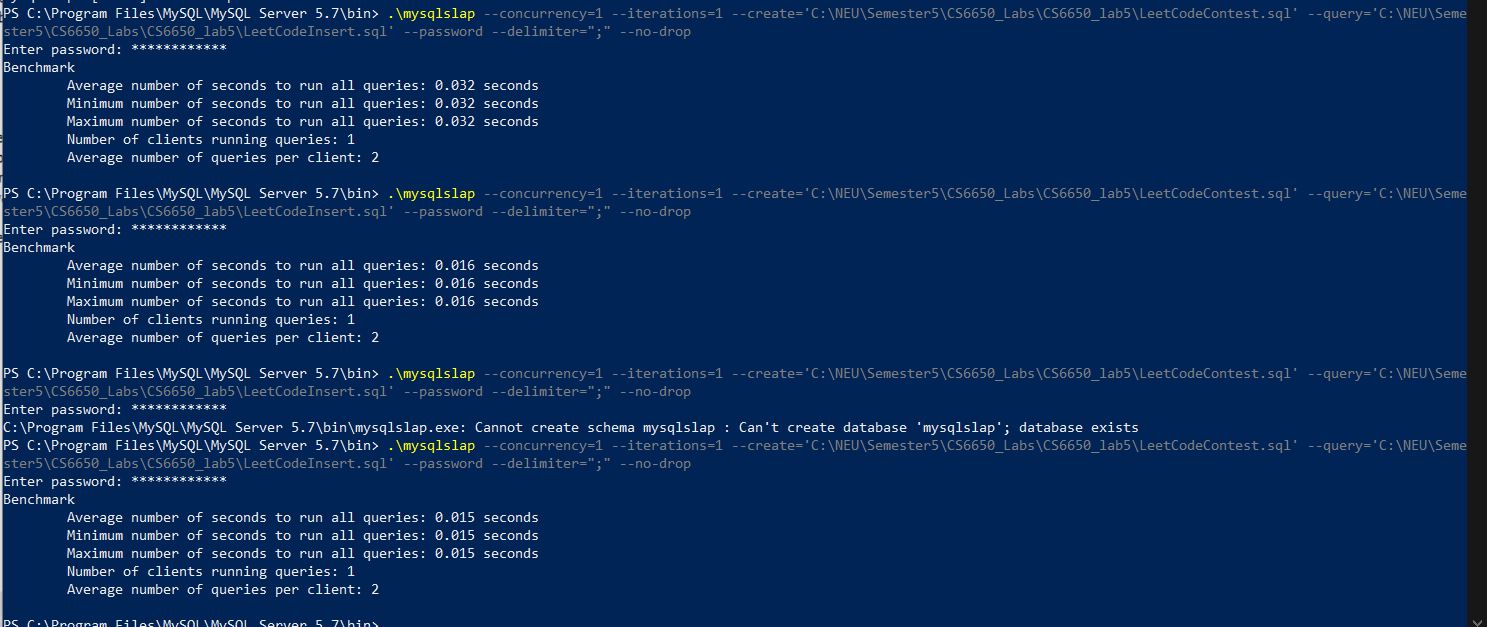 PS C:\Program Files\MySQL\MySQL Server 5.7\bin> .\mysqlslap --concurrency=1 --iterations=1 --create='C:\NEU\Semester5\CS6650_Labs\CS6650_lab5\LeetCodeContest.sql' --query='C:\NEU\Seme
ster5\CS6650_Labs\CS6650_lab5\LeetCodeInsert.sql' --password --delimiter=";" --no-drop
Enter password: ************
Benchmark
        Average number of seconds to run all queries: 0.032 seconds
        Minimum number of seconds to run all queries: 0.032 seconds
        Maximum number of seconds to run all queries: 0.032 seconds
        Number of clients running queries: 1
        Average number of queries per client: 2
PS C:\Program Files\MySQL\MySQL Server 5.7\bin> .\mysqlslap --concurrency=1 --iterations=1 --create='C:\NEU\Semester5\CS6650_Labs\CS6650_lab5\LeetCodeContest.sql' --query='C:\NEU\Seme
ster5\CS6650_Labs\CS6650_lab5\LeetCodeInsert.sql' --password --delimiter=";" --no-drop
Enter password: ************
Benchmark
        Average number of seconds to run all queries: 0.016 seconds
        Minimum number of seconds to run all queries: 0.016 seconds
        Maximum number of seconds to run all queries: 0.016 seconds
        Number of clients running queries: 1
        Average number of queries per client: 2
PS C:\Program Files\MySQL\MySQL Server 5.7\bin> .\mysqlslap --concurrency=1 --iterations=1 --create='C:\NEU\Semester5\CS6650_Labs\CS6650_lab5\LeetCodeContest.sql' --query='C:\NEU\Seme
ster5\CS6650_Labs\CS6650_lab5\LeetCodeInsert.sql' --password --delimiter=";" --no-drop
Enter password: ************
C:\Program Files\MySQL\MySQL Server 5.7\bin\mysqlslap.exe: Cannot create schema mysqlslap : Can't create database 'mysqlslap'; database exists
PS C:\Program Files\MySQL\MySQL Server 5.7\bin> .\mysqlslap --concurrency=1 --iterations=1 --create='C:\NEU\Semester5\CS6650_Labs\CS6650_lab5\LeetCodeContest.sql' --query='C:\NEU\Seme
ster5\CS6650_Labs\CS6650_lab5\LeetCodeInsert.sql' --password --delimiter=";" --no-drop
Enter password: ************
Benchmark
        Average number of seconds to run all queries: 0.015 seconds
        Minimum number of seconds to run all queries: 0.015 seconds
        Maximum number of seconds to run all queries: 0.015 seconds
        Number of clients running queries: 1
        Average number of queries per client: 2
PS C:\Program Files\MySQL\MySQL Server 5.7\bin>